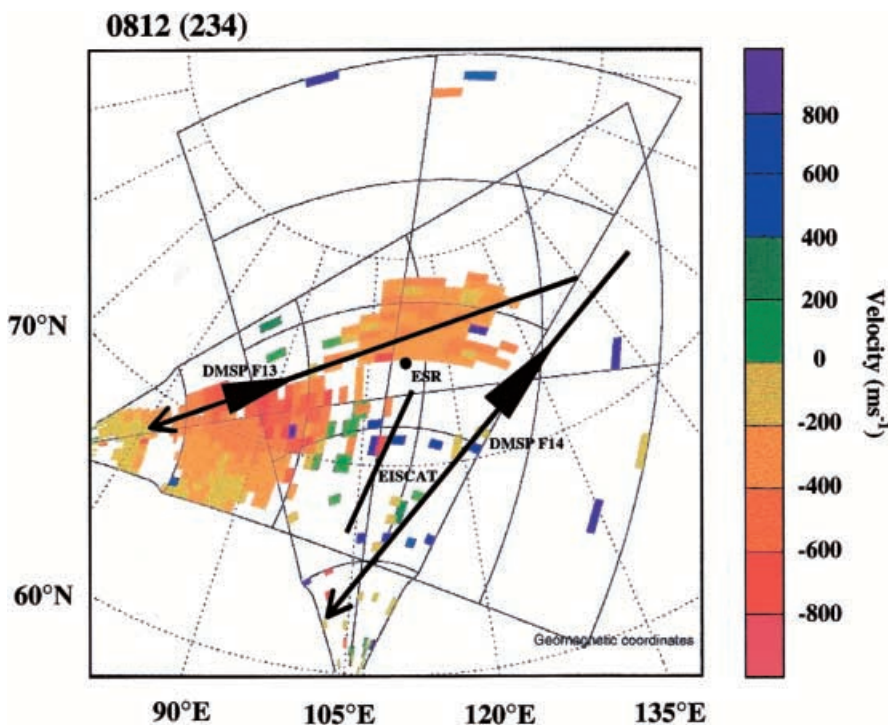 0812 (234)
800
600
400
200
0
-200
-400
-600
-800
Velocity (ms⁻¹)
70°N
60°N
DMSP F13
ESR
DMSP F14
EISCAT
Geomagnetic coordinates
90°E 105°E 120°E 135°E